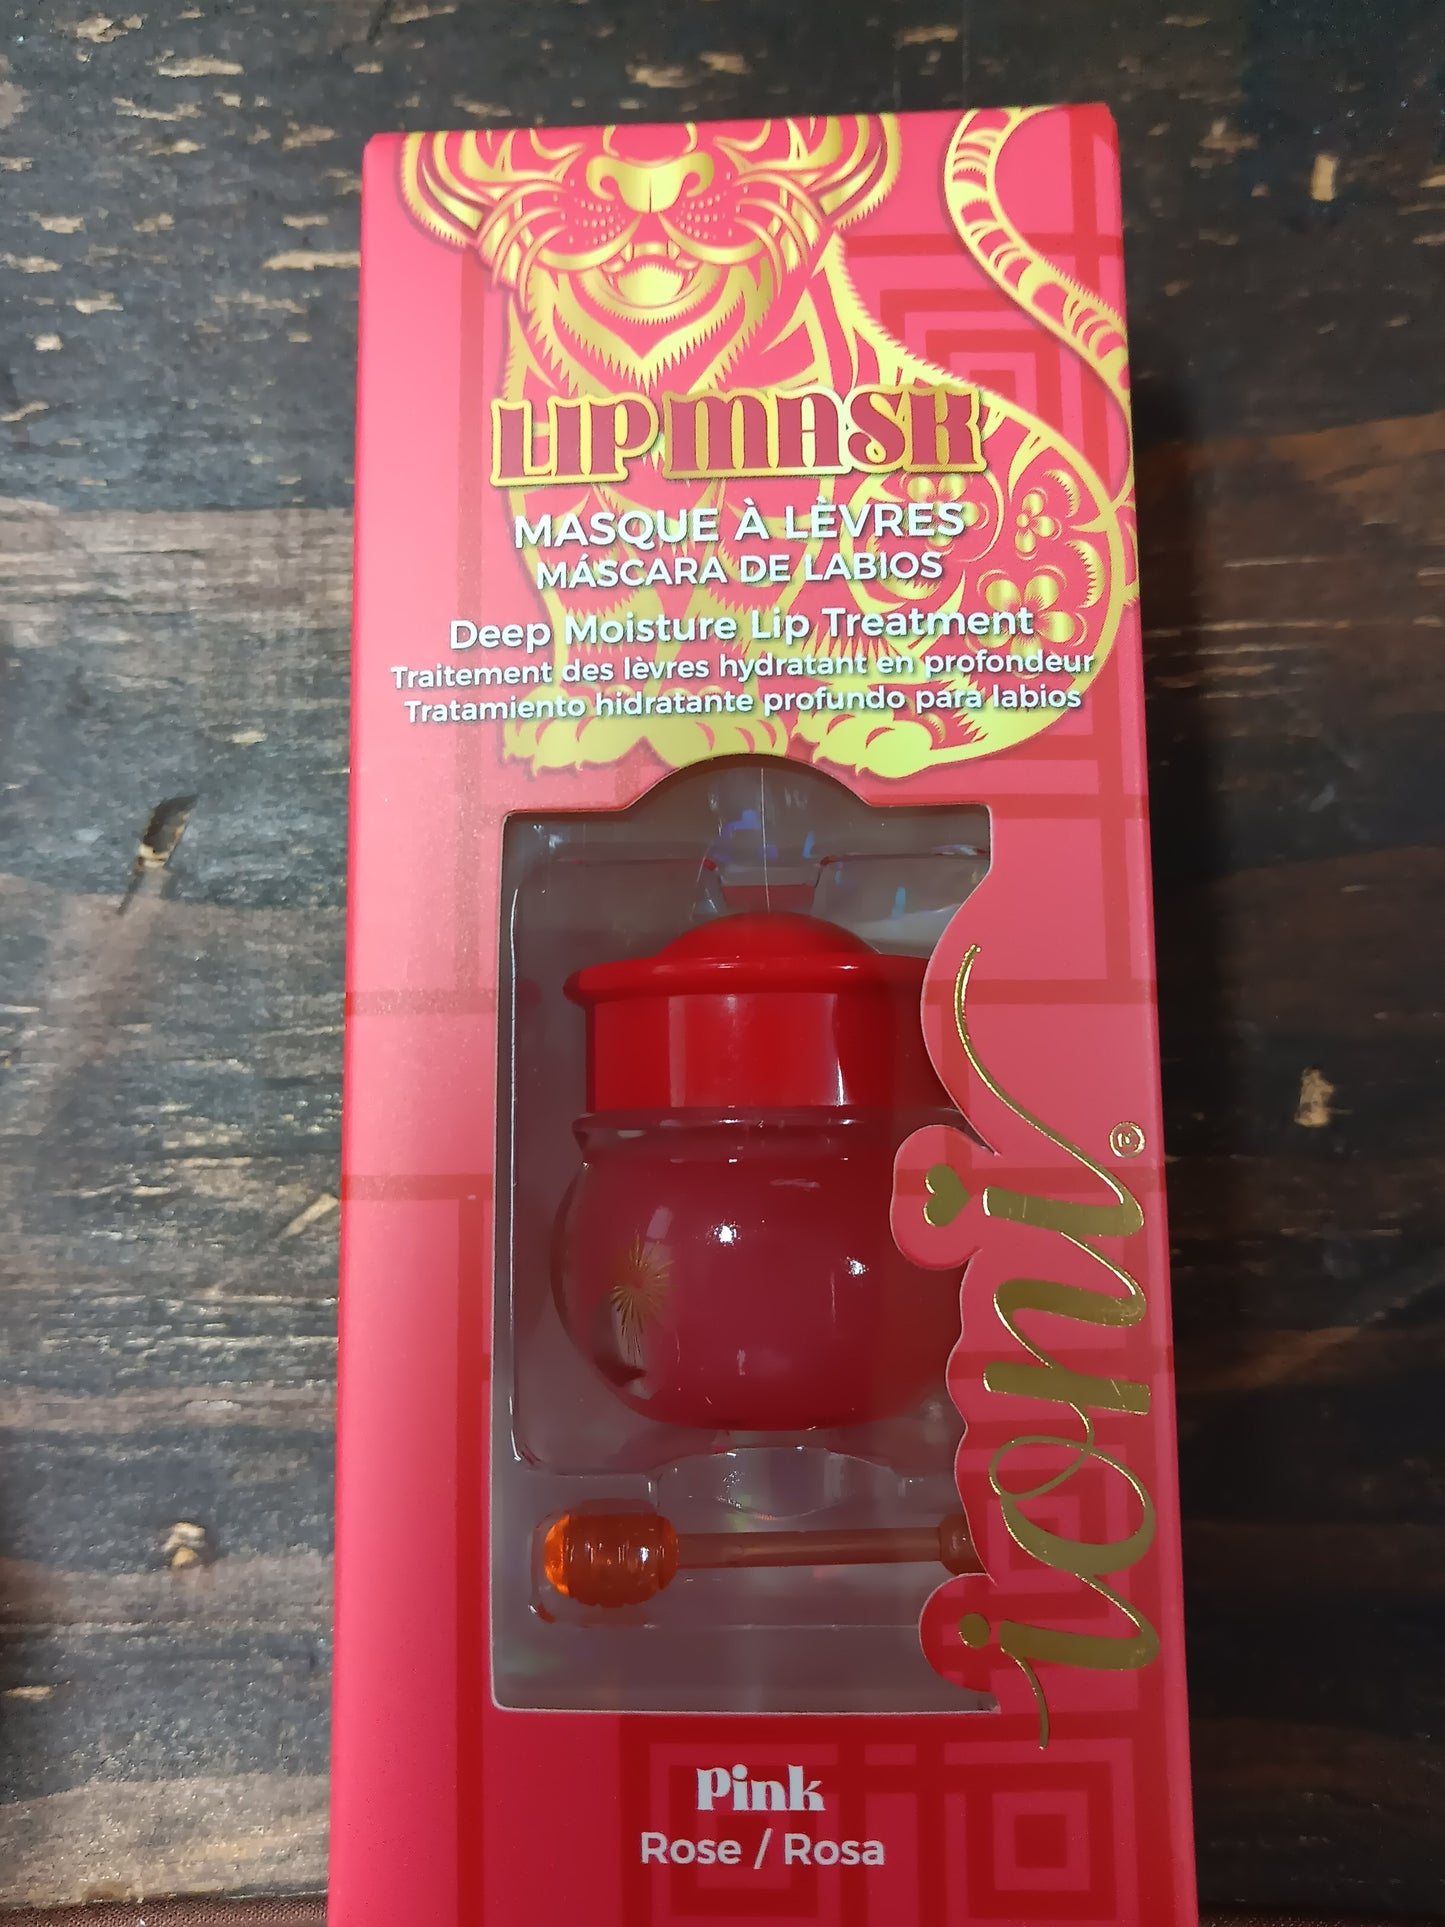 LIP MASK
MASQUE À LÈVRES
MÁSCARA DE LABIOS
Deep Moisture Lip Treatment
Traitement des lèvres hydratant en profondeur
Tratamiento hidratante profundo para labios
ioni®
Pink
Rose / Rosa